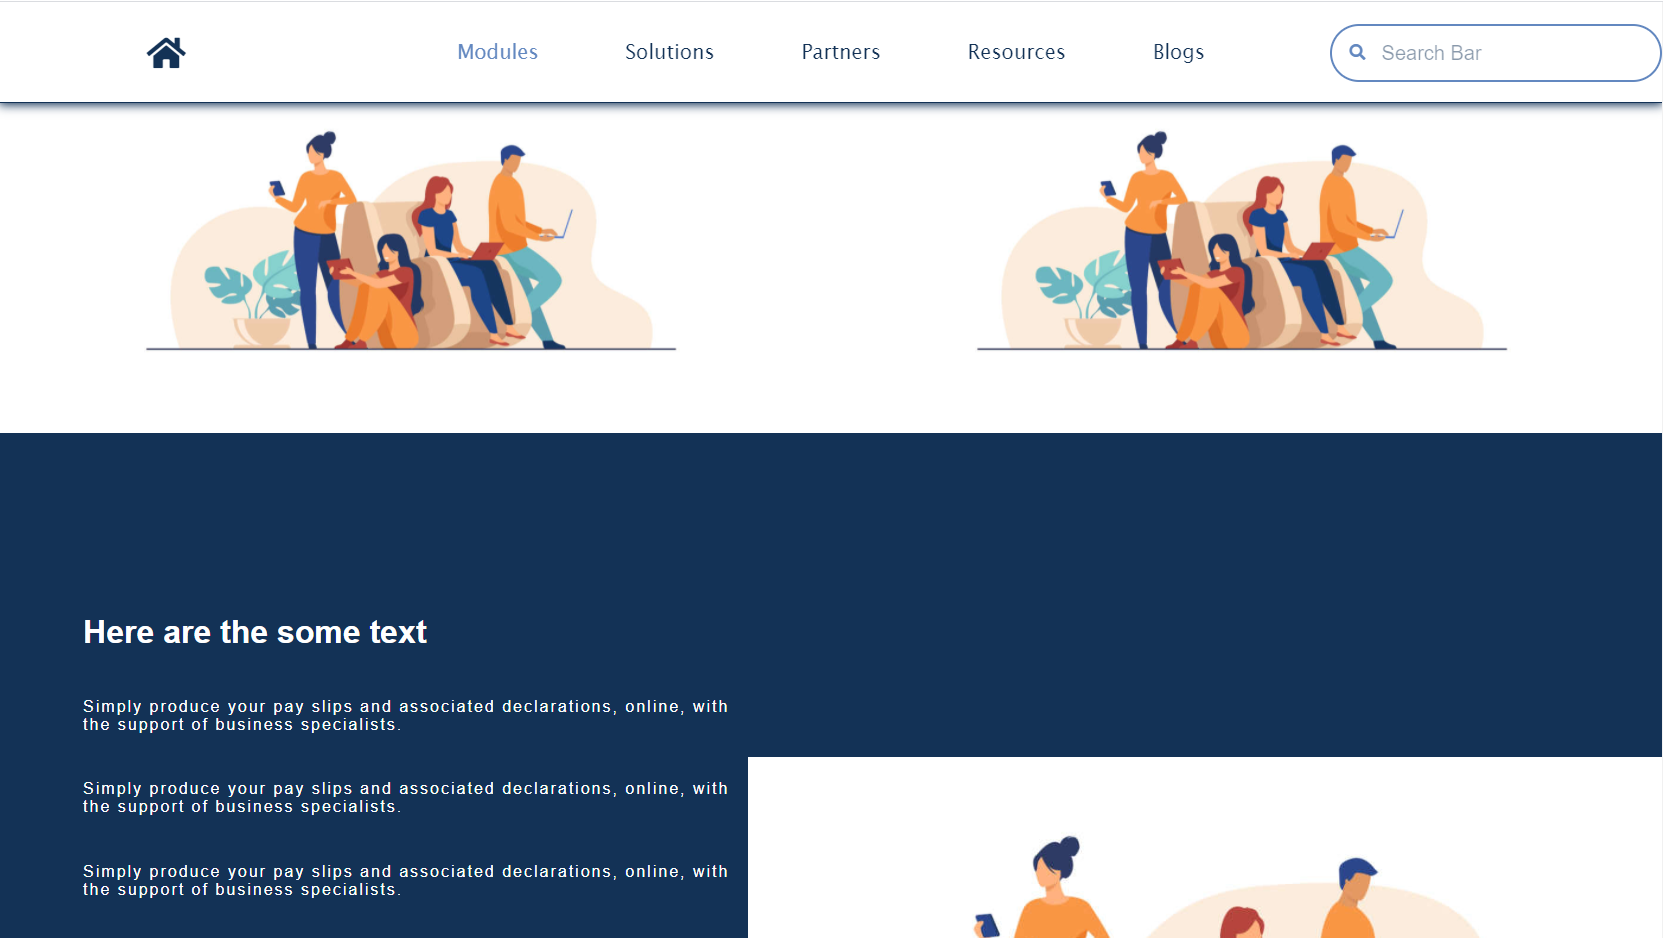 Modules Solutions Partners Resources Blogs Search Bar
Here are the some text
Simply produce your pay slips and associated declarations, online, with
the support of business specialists.
Simply produce your pay slips and associated declarations, online, with
the support of business specialists.
Simply produce your pay slips and associated declarations, online, with
the support of business specialists.